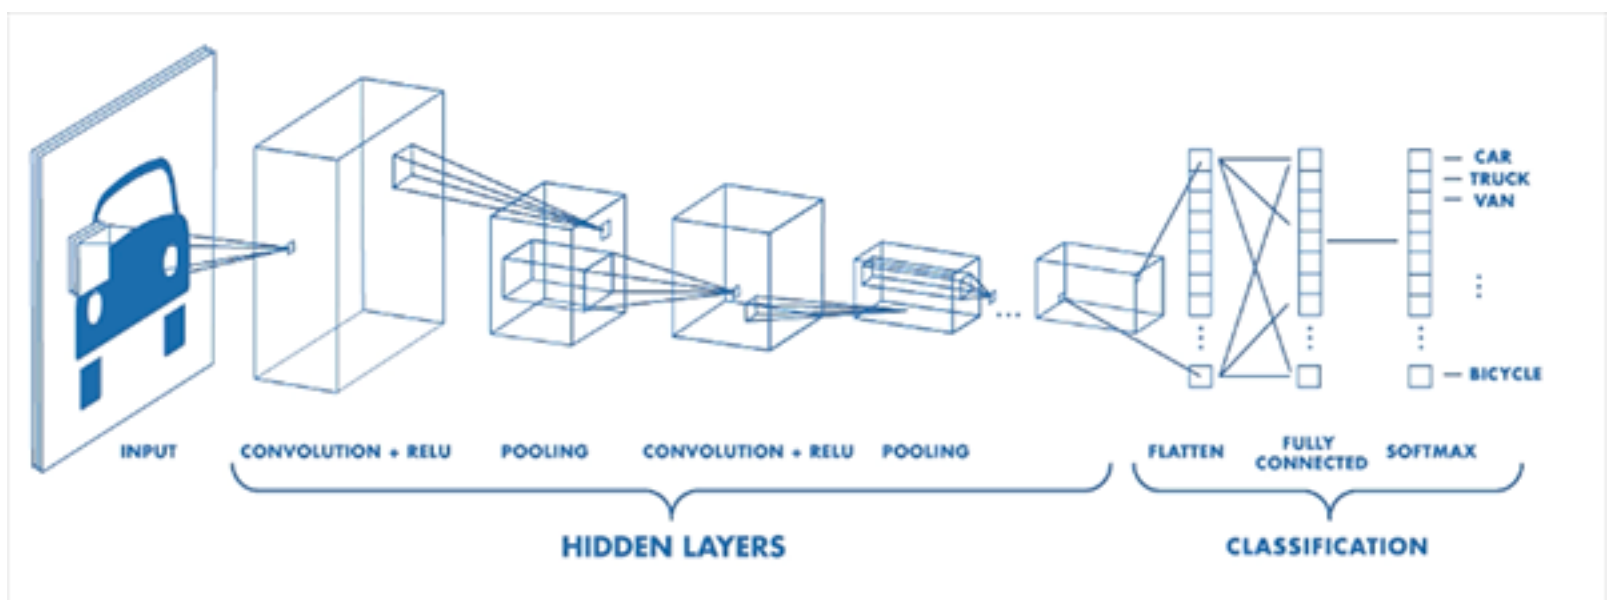 CAR
TRUCK
VAN
BICYCLE
INPUT
CONVOLUTION + RELU
POOLING
CONVOLUTION + RELU
POOLING
FLATTEN
FULLY
CONNECTED
SOFTMAX
HIDDEN LAYERS
CLASSIFICATION